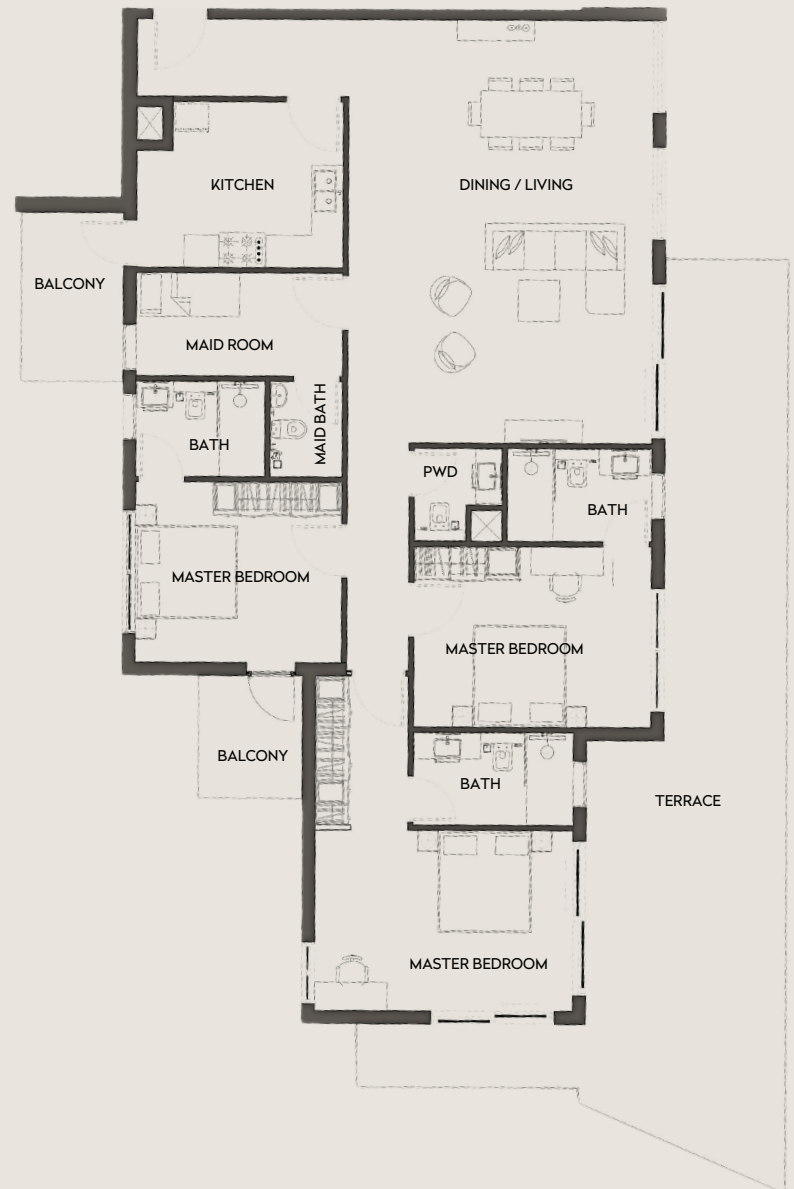 KITCHEN
DINING / LIVING
BALCONY
MAID ROOM
MAID BATH
BATH
PWD
BATH
MASTER BEDROOM
MASTER BEDROOM
BALCONY
BATH
TERRACE
MASTER BEDROOM